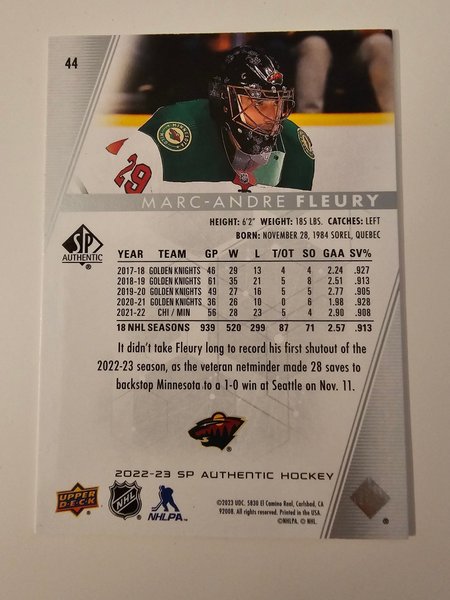 44
29
MARC-ANDRE FLEURY
HEIGHT: 6'2" WEIGHT: 185 LBS. CATCHES: LEFT
BORN: NOVEMBER 28, 1984 SOREL, QUEBEC
SP
AUTHENTIC®
YEAR TEAM GP W L T/OT SO GAA SV%
2017-18 GOLDEN KNIGHTS 46 29 13 4 4 2.24 .927
2018-19 GOLDEN KNIGHTS 61 35 21 5 8 2.51 .913
2019-20 GOLDEN KNIGHTS 49 27 16 5 5 2.77 .905
2020-21 GOLDEN KNIGHTS 36 26 10 0 6 1.98 .928
2021-22 CHI / MIN 56 28 23 5 4 2.90 .908
18 NHL SEASONS 939 520 299 87 71 2.57 .913
It didn't take Fleury long to record his first shutout of the
2022-23 season, as the veteran netminder made 28 saves to
backstop Minnesota to a 1-0 win at Seattle on Nov. 11.
2022-23 SP AUTHENTIC HOCKEY
UPPER
DECK
NHL
NHLPA
©2023 UDC. 5830 El Camino Real, Carlsbad, CA
92008. All rights reserved. Printed in the USA.
©NHLPA. © NHL.
®